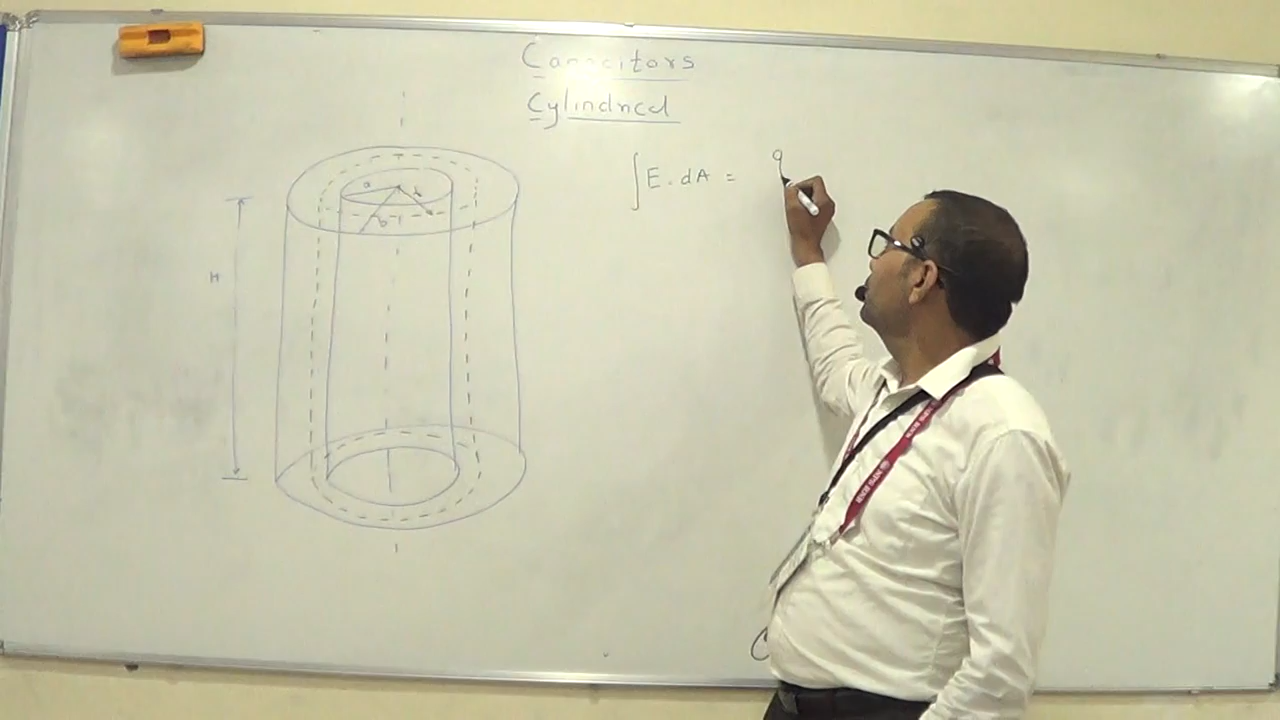 Capacitors
Cylindrical
∫ E . dA = q
a
b
H